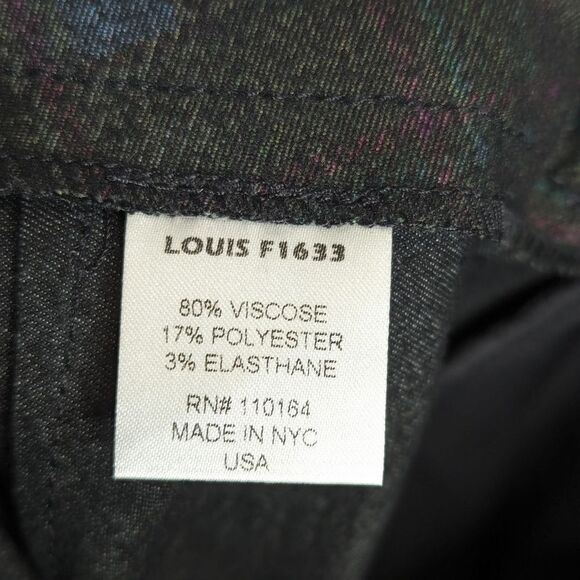 LOUIS F1633
80% VISCOSE
17% POLYESTER
3% ELASTHANE
RN# 110164
MADE IN NYC
USA